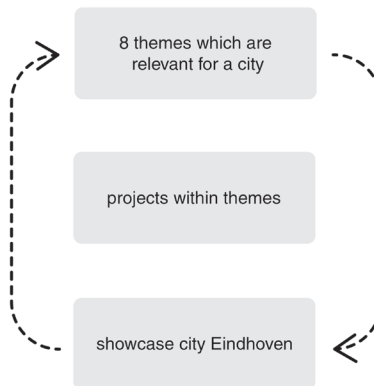 8 themes which are
relevant for a city
projects within themes
showcase city Eindhoven